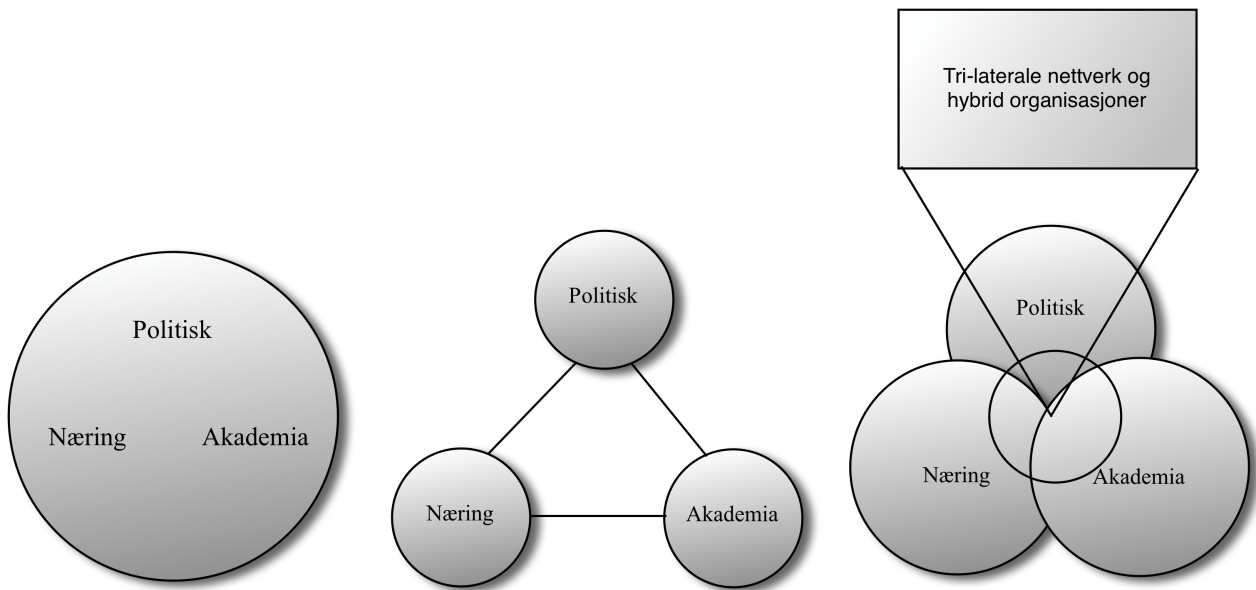 Politisk
Næring
Akademia
Politisk
Næring
Akademia
Tri-laterale nettverk og
hybrid organisasjoner
Politisk
Næring
Akademia